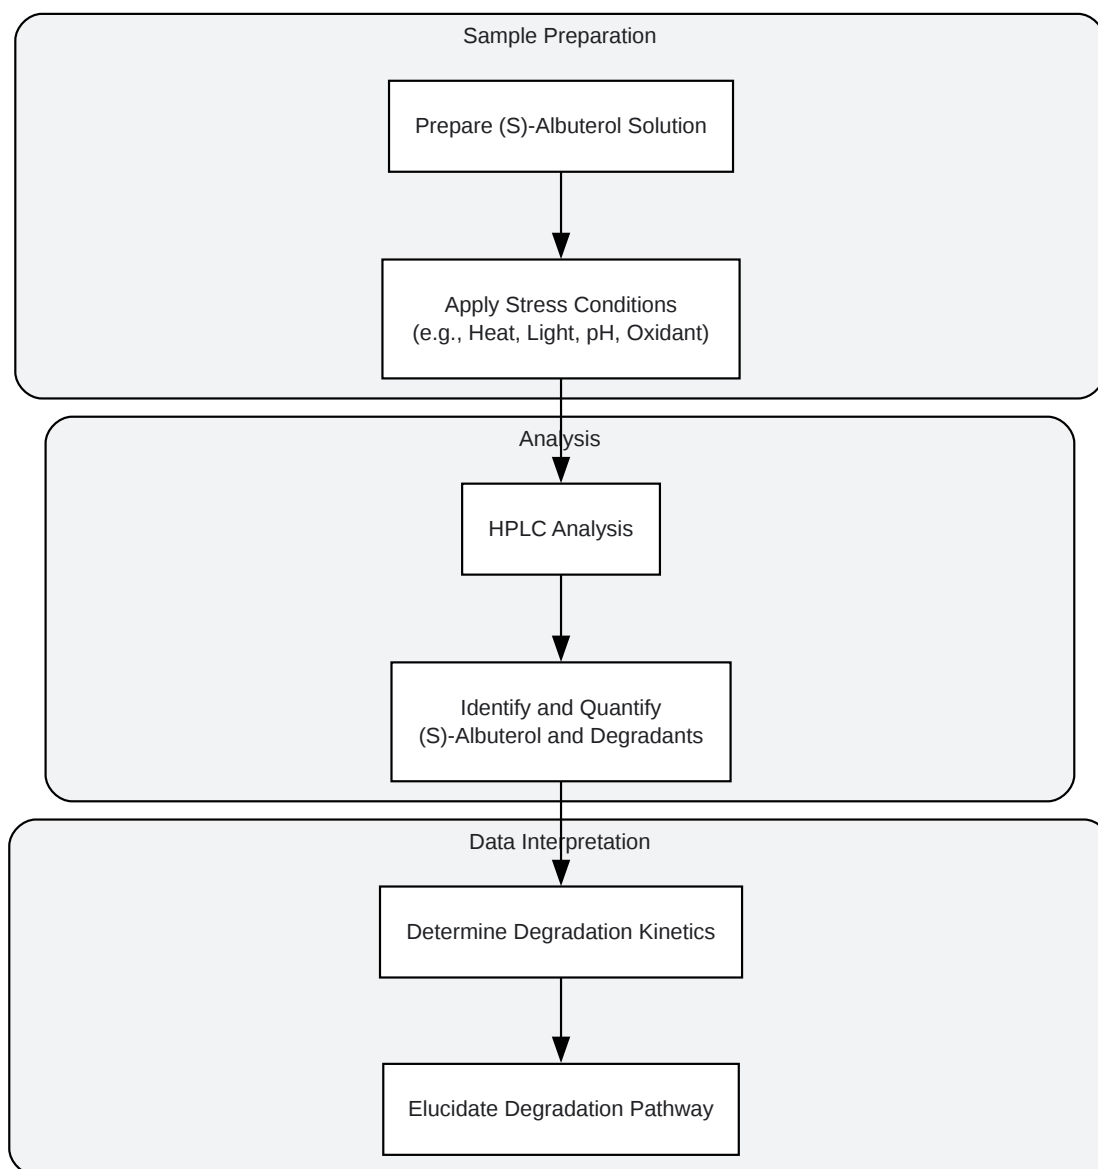 Sample Preparation
Prepare (S)-Albuterol Solution
Apply Stress Conditions
(e.g., Heat, Light, pH, Oxidant)
Analysis
HPLC Analysis
Identify and Quantify
(S)-Albuterol and Degradants
Data Interpretation
Determine Degradation Kinetics
Elucidate Degradation Pathway